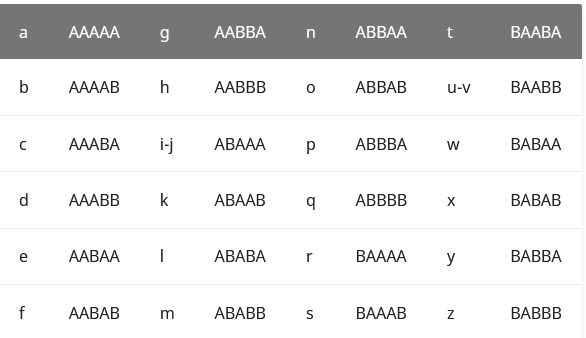 a AAAAA g AABBA n ABBAA t BAABA
b AAAAB h AABBB o ABBAB u-v BAABB
c AAABA i-j ABAAA p ABBBA w BABAA
d AAABB k ABAAB q ABBBB x BABAB
e AABAA l ABABA r BAAAA y BABBA
f AABAB m ABABB s BAAAB z BABBB